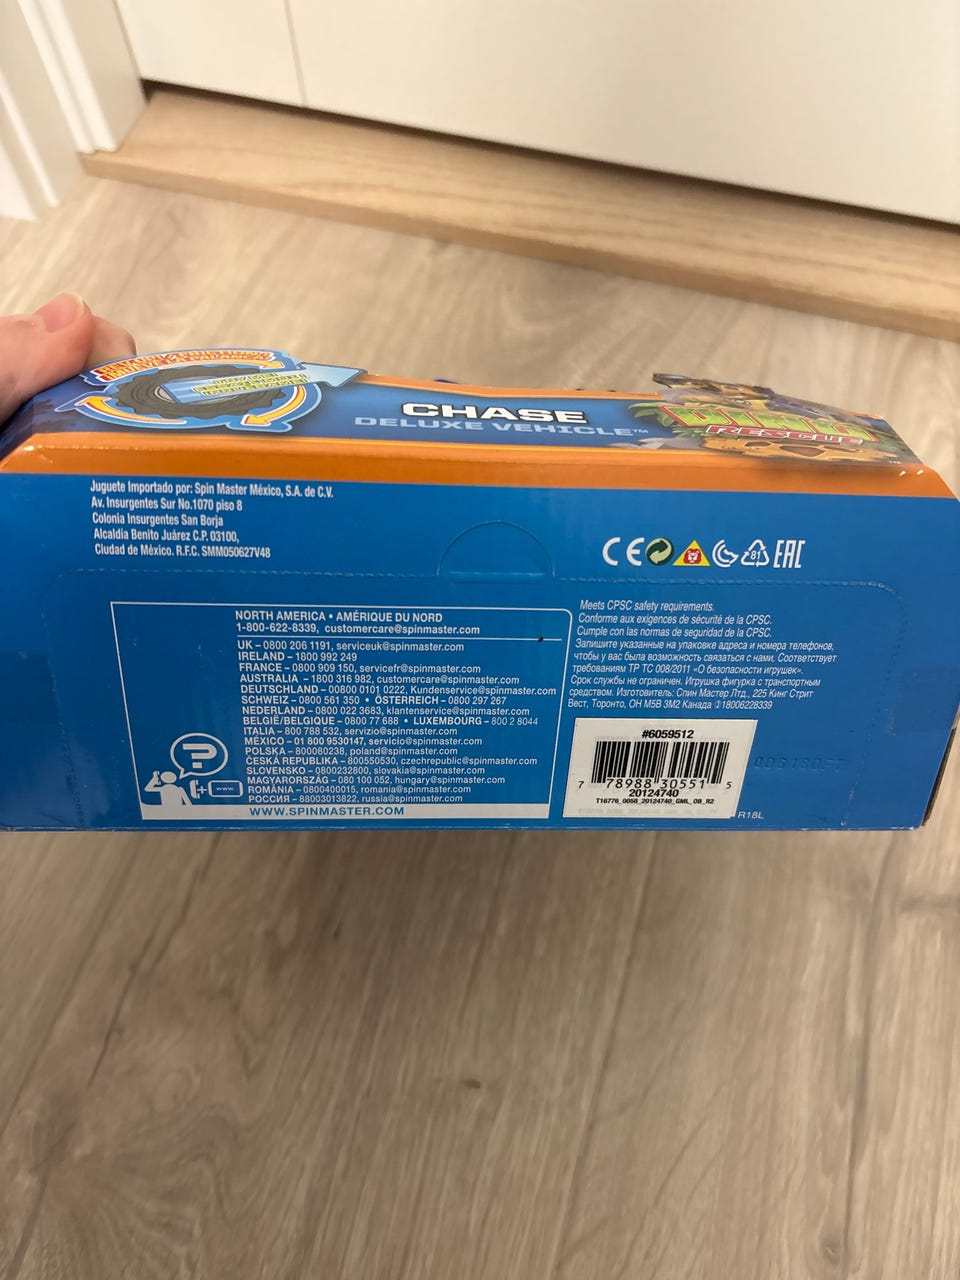 CHASE
DELUXE VEHICLE™
DINO
RESCUE
Juguete Importado por: Spin Master México, S.A. de C.V.
Av. Insurgentes Sur No.1070 piso 8
Colonia Insurgentes San Borja
Alcaldía Benito Juárez C.P. 03100,
Ciudad de México. R.F.C. SMM050627V48
CE
81
EAC
NORTH AMERICA • AMÉRIQUE DU NORD
1-800-622-8339, customercare@spinmaster.com
UK – 0800 206 1191, serviceuk@spinmaster.com
IRELAND – 1800 992 249
FRANCE – 0800 909 150, servicefr@spinmaster.com
AUSTRALIA – 1800 316 982, customercare@spinmaster.com
DEUTSCHLAND – 00800 0101 0222, Kundenservice@spinmaster.com
SCHWEIZ – 0800 561 350 • ÖSTERREICH – 0800 297 267
NEDERLAND – 0800 022 3683, klantenservice@spinmaster.com
BELGIË/BELGIQUE – 0800 77 688 • LUXEMBOURG – 800 2 8044
ITALIA – 800 788 532, servizio@spinmaster.com
MÉXICO – 01 800 9530147, servicio@spinmaster.com
POLSKA – 800080238, poland@spinmaster.com
ČESKÁ REPUBLIKA – 800550530, czechrepublic@spinmaster.com
SLOVENSKO – 0800232800, slovakia@spinmaster.com
MAGYARORSZÁG – 080 100 052, hungary@spinmaster.com
ROMÂNIA – 0800400015, romania@spinmaster.com
РОССИЯ – 88003013822, russia@spinmaster.com
WWW.SPINMASTER.COM
?
+ www.
Meets CPSC safety requirements.
Conforme aux exigences de sécurité de la CPSC.
Cumple con las normas de seguridad de la CPSC.
Запишите указанные на упаковке адреса и номера телефонов,
чтобы у вас была возможность связаться с нами. Соответствует
требованиям ТР ТС 008/2011 «О безопасности игрушек».
Срок службы не ограничен. Игрушка фигурка с транспортным
средством. Изготовитель: Спин Мастер Лтд., 225 Кинг Стрит
Вест, Торонто, ОН M5B 3M2 Канада ✆18006228339
#6059512
7 78988 30551 5
20124740
T16776_0058_20124740_GML_OB_R2
R18L